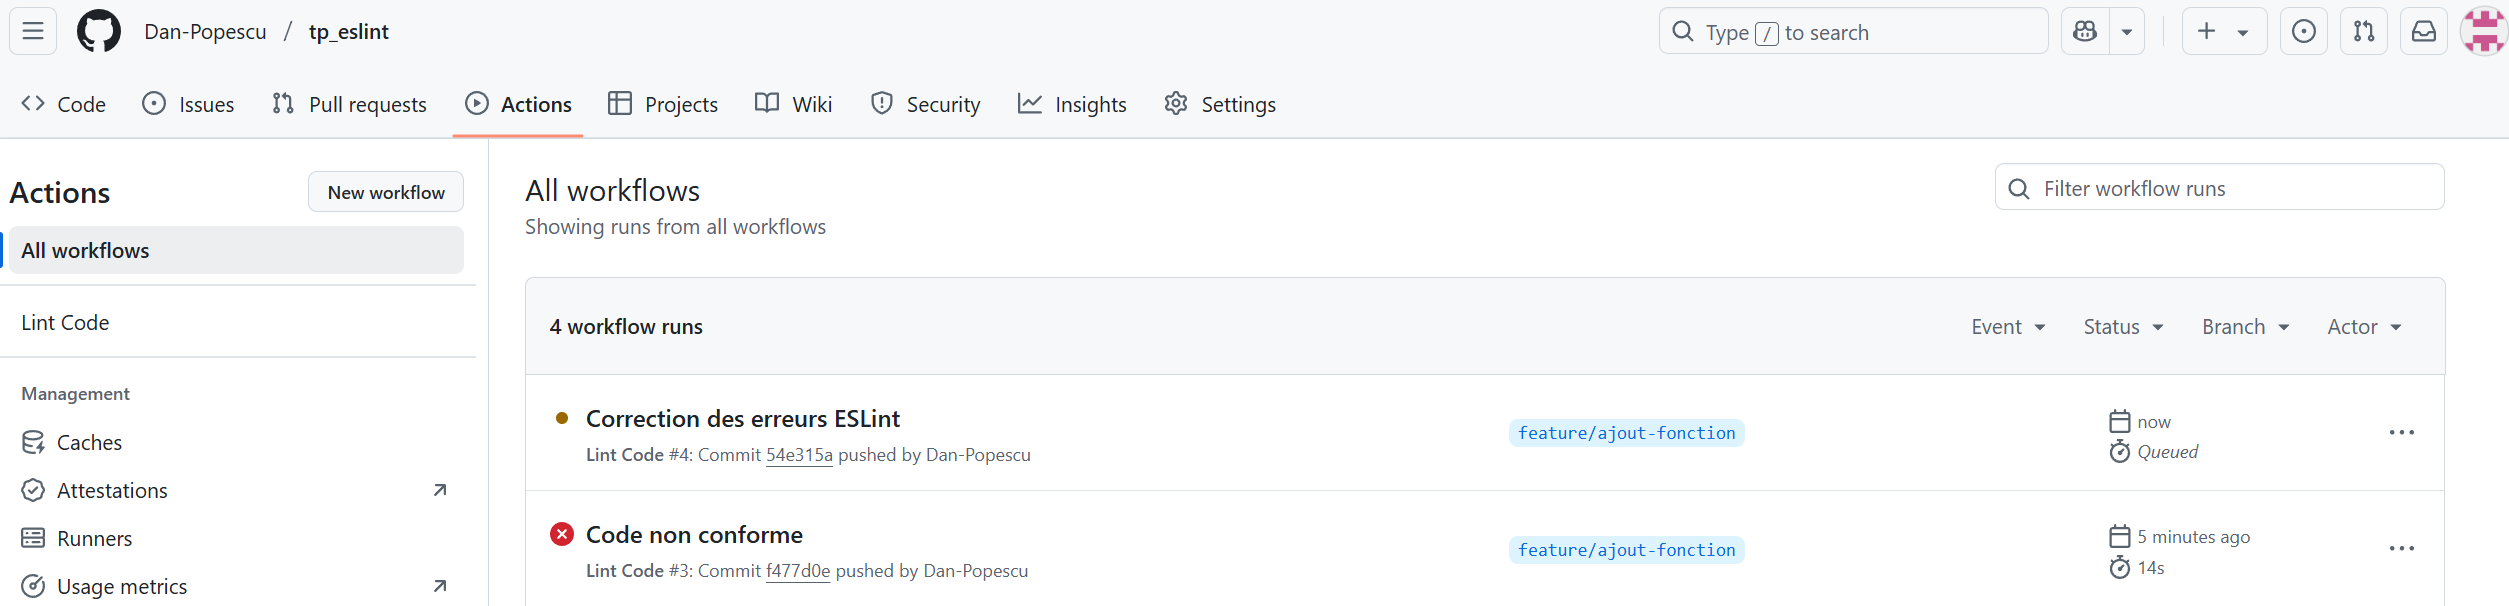 Dan-Popescu / tp_eslint
Type / to search
Code Issues Pull requests Actions Projects Wiki Security Insights Settings
Actions
New workflow
All workflows
Lint Code
Management
Caches
Attestations
Runners
Usage metrics
All workflows
Showing runs from all workflows
Filter workflow runs
4 workflow runs
Event Status Branch Actor
Correction des erreurs ESLint
Lint Code #4: Commit 54e315a pushed by Dan-Popescu
feature/ajout-fonction
now
Queued
Code non conforme
Lint Code #3: Commit f477d0e pushed by Dan-Popescu
feature/ajout-fonction
5 minutes ago
14s